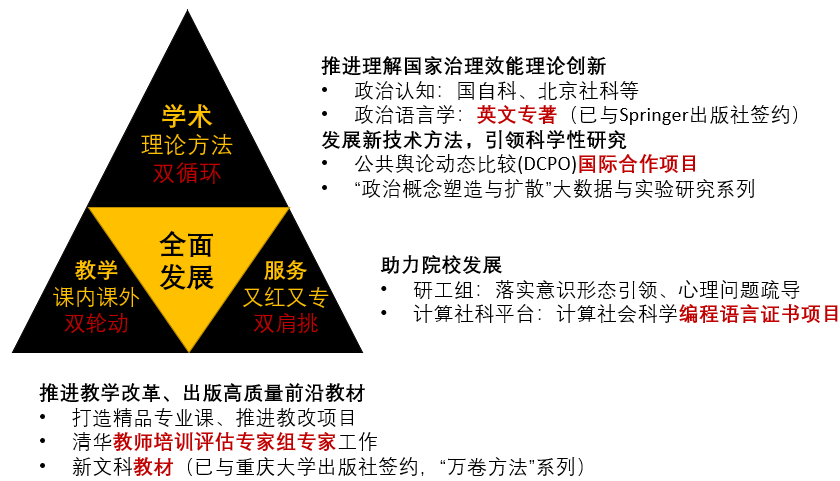 学术
理论方法
双循环
全面
发展
教学
课内课外
双轮动
服务
又红又专
双肩挑
推进理解国家治理效能理论创新
• 政治认知：国自科、北京社科等
• 政治语言学：英文专著（已与Springer出版社签约）
发展新技术方法，引领科学性研究
• 公共舆论动态比较(DCPO)国际合作项目
• “政治概念塑造与扩散”大数据与实验研究系列
助力院校发展
• 研工组：落实意识形态引领、心理问题疏导
• 计算社科平台：计算社会科学编程语言证书项目
推进教学改革、出版高质量前沿教材
• 打造精品专业课、推进教改项目
• 清华教师培训评估专家组专家工作
• 新文科教材（已与重庆大学出版社签约，“万卷方法”系列）